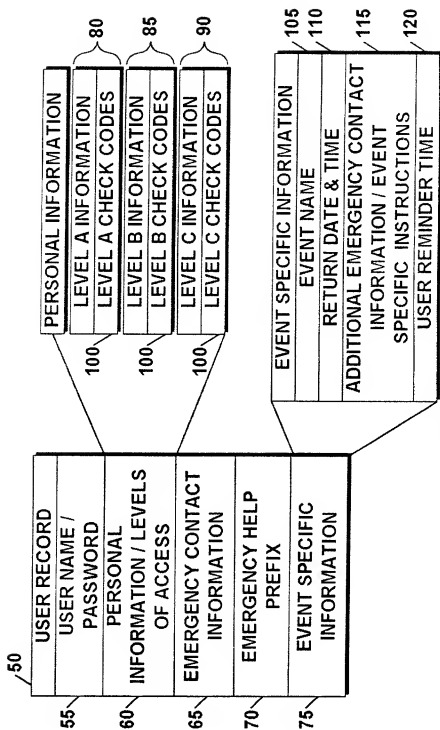 50
USER RECORD
55
USER NAME /
PASSWORD
60
PERSONAL
INFORMATION / LEVELS
OF ACCESS
65
EMERGENCY CONTACT
INFORMATION
70
EMERGENCY HELP
PREFIX
75
EVENT SPECIFIC
INFORMATION
PERSONAL INFORMATION
LEVEL A INFORMATION
100
LEVEL A CHECK CODES
80
LEVEL B INFORMATION
100
LEVEL B CHECK CODES
85
LEVEL C INFORMATION
100
LEVEL C CHECK CODES
90
EVENT SPECIFIC INFORMATION
EVENT NAME
105
RETURN DATE & TIME
110
ADDITIONAL EMERGENCY CONTACT
INFORMATION / EVENT
SPECIFIC INSTRUCTIONS
115
USER REMINDER TIME
120